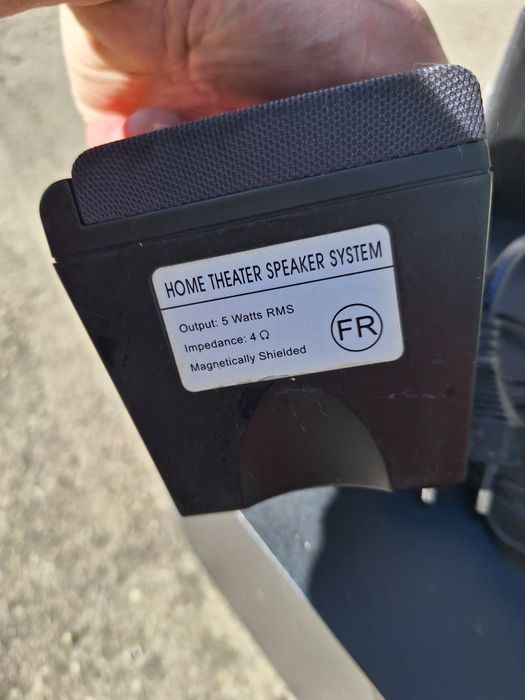 HOME THEATER SPEAKER SYSTEM
Output: 5 Watts RMS
Impedance: 4 Ω
Magnetically Shielded
FR